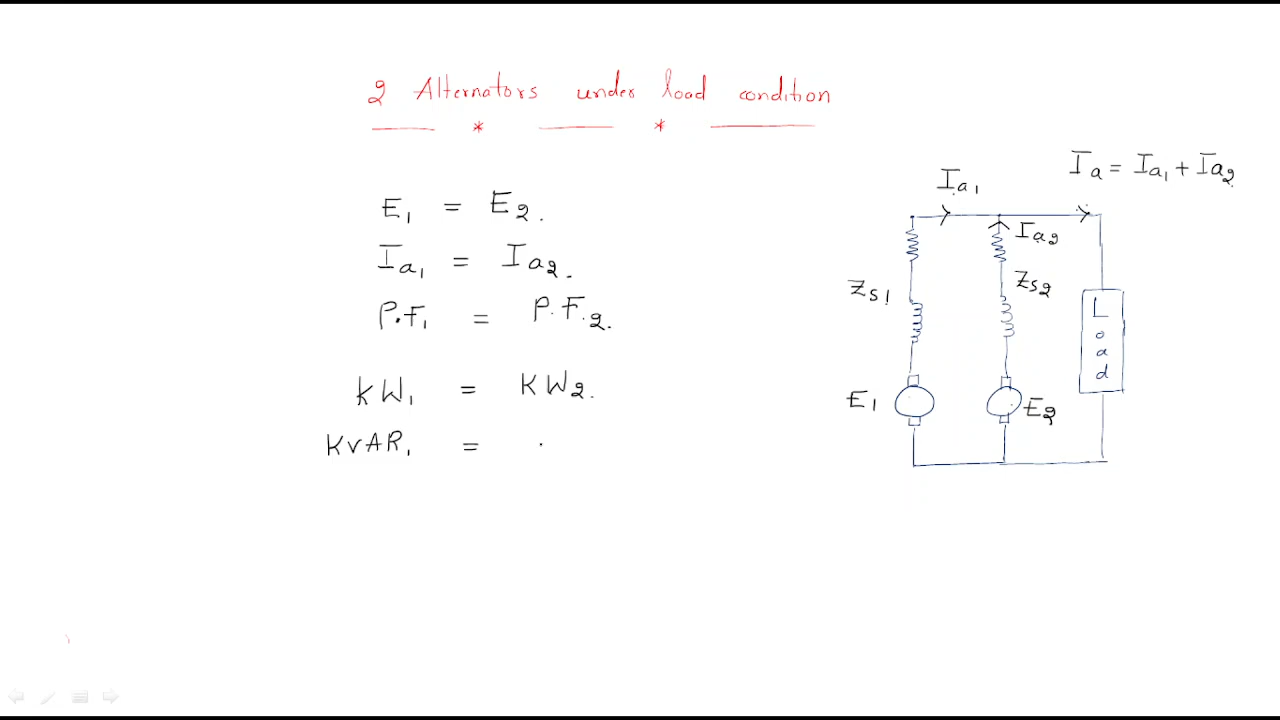 2 Alternators under load condition
E1 = E2.
Ia1 = Ia2.
P.F1 = P.F.2.
KW1 = KW2.
KVAR1 =
Ia = Ia1 + Ia2
Ia1
Ia2
ZS1
ZS2
E1
E2
Load